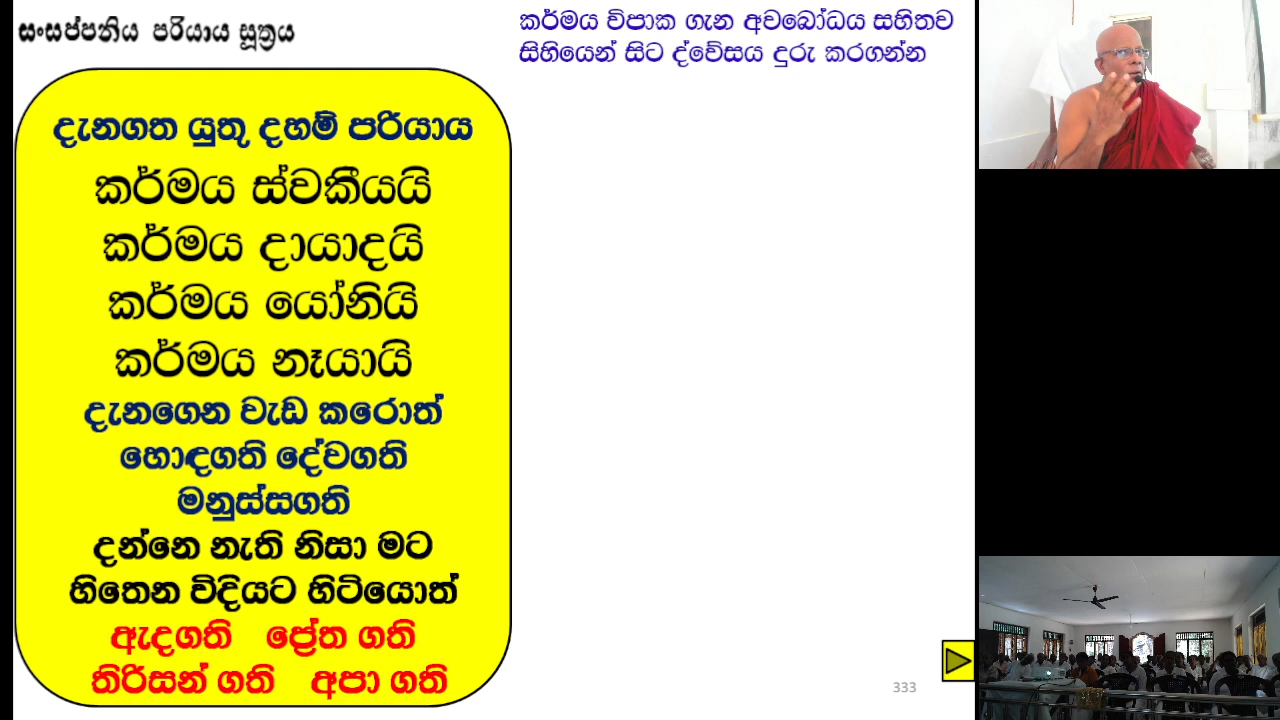 සංසප්පනිය පරියාය සූත්‍රය
කර්මය විපාක ගැන අවබෝධය සහිතව
සිහියෙන් සිට ද්වේසය දුරු කරගන්න
දැනගත යුතු දහම් පරියාය
කර්මය ස්වකීයයි
කර්මය දායාදයි
කර්මය යෝනියි
කර්මය නෑයායි
දැනගෙන වැඩ කරොත්
හොඳගති දේවගති
මනුස්සගති
දන්නෙ නැති නිසා මට
හිතෙන විදියට හිටියොත්
ඇදගති ප්‍රේත ගති
තිරිසන් ගති අපා ගති
333